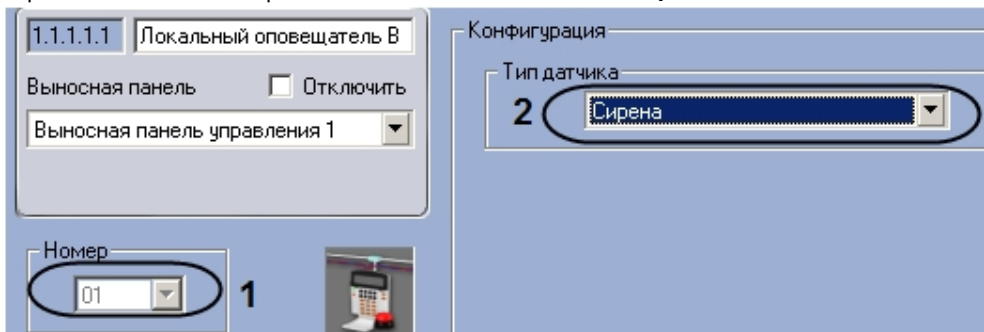 1.1.1.1.1 Локальный оповещатель В
Выносная панель Отключить
Выносная панель управления 1
Номер
01 1
Конфигурация
Тип датчика
2 Сирена